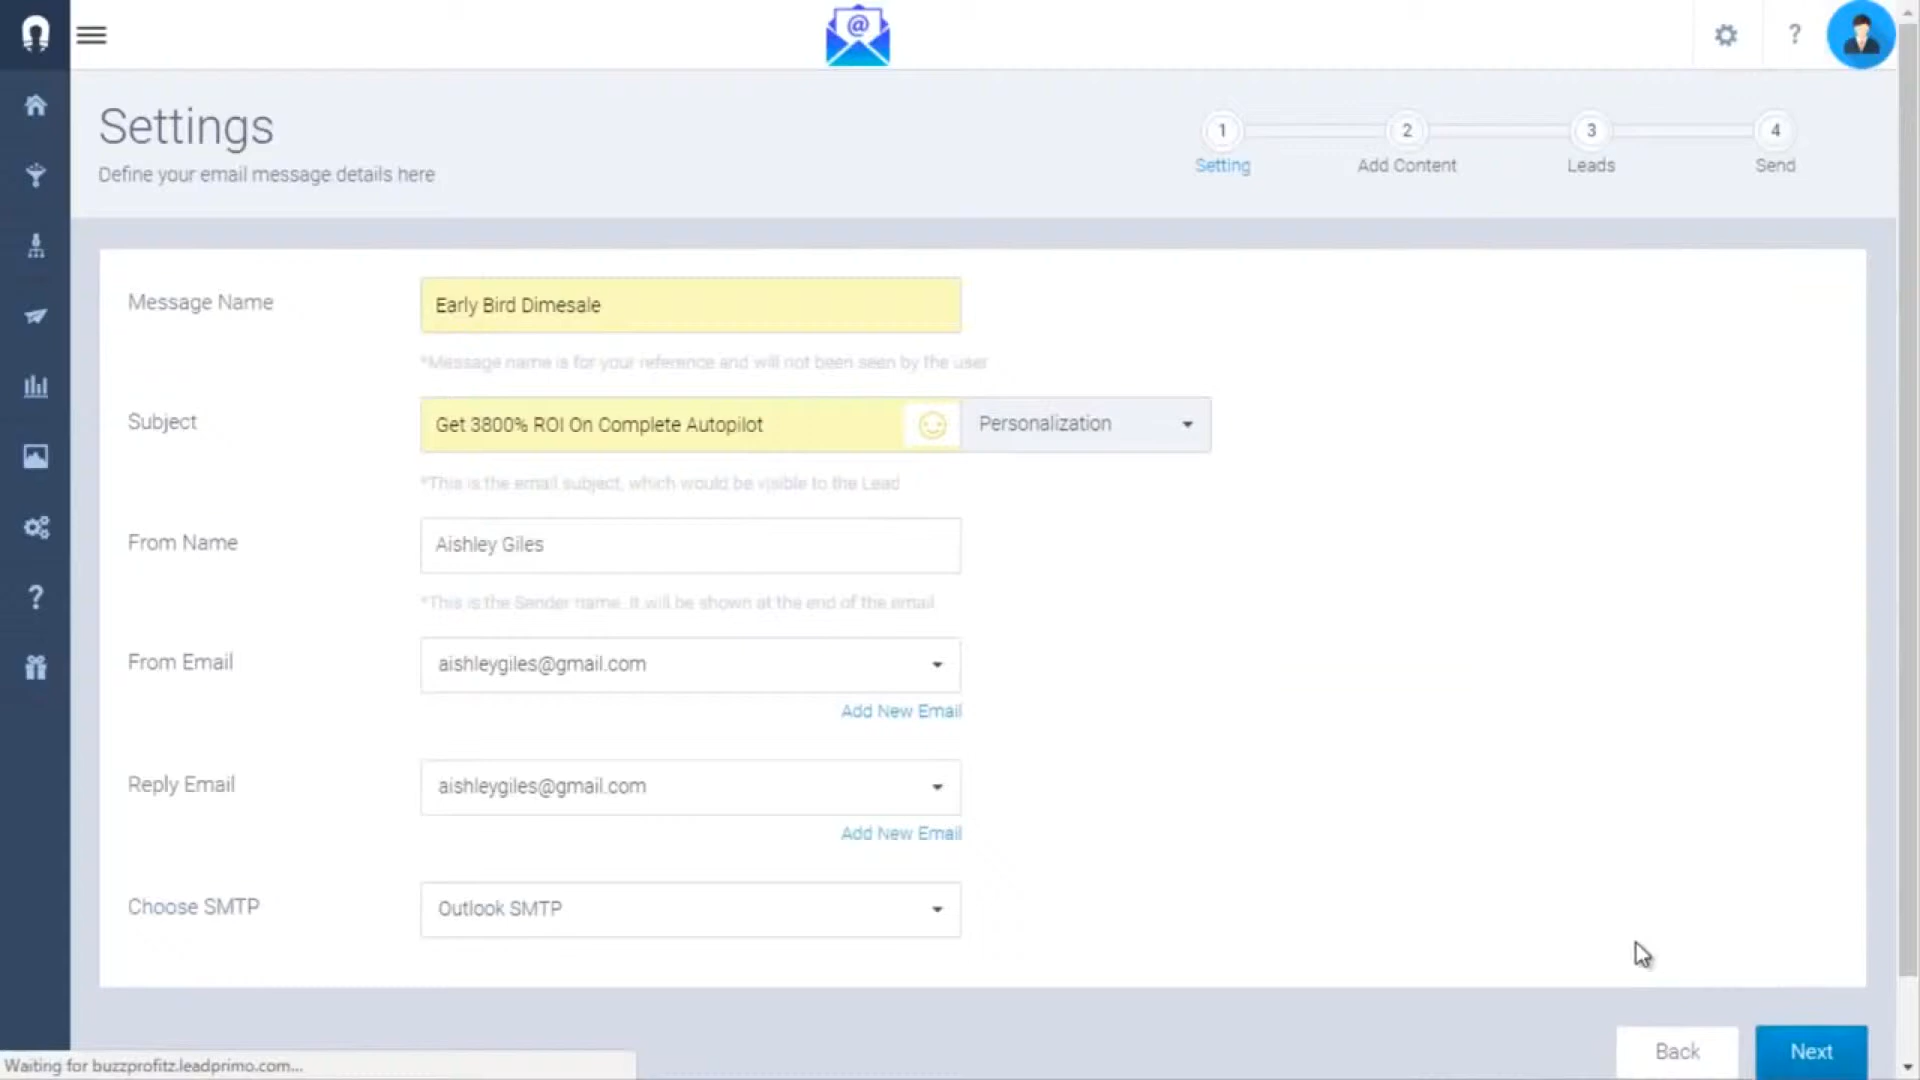 @
?
Settings
Define your email message details here
1
2
3
4
Setting
Add Content
Leads
Send
Message Name
Early Bird Dimesale
*Message name is for your reference and will not been seen by the user
Subject
Get 3800% ROI On Complete Autopilot
Personalization
*This is the email subject, which would be visible to the Lead
From Name
Aishley Giles
*This is the Sender name. It will be shown at the end of the email
From Email
aishleygiles@gmail.com
Add New Email
Reply Email
aishleygiles@gmail.com
Add New Email
Choose SMTP
Outlook SMTP
?
Back
Next
Waiting for buzzprofitz.leadprimo.com...